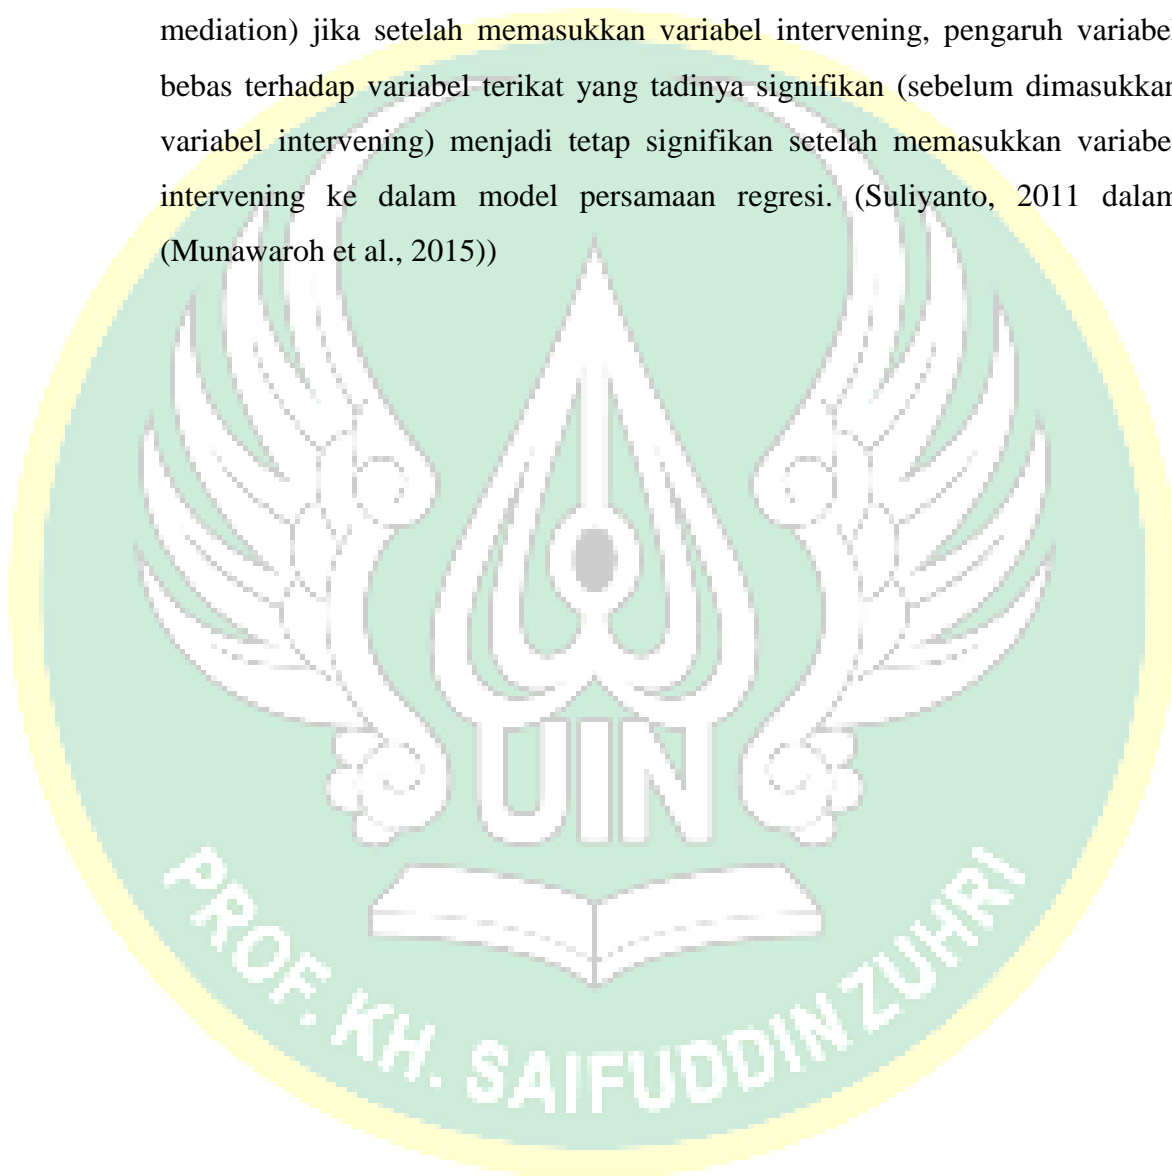 mediation) jika setelah memasukkan variabel intervening, pengaruh variabel
bebas terhadap variabel terikat yang tadinya signifikan (sebelum dimasukkan
variabel intervening) menjadi tetap signifikan setelah memasukkan variabel
intervening ke dalam model persamaan regresi. (Suliyanto, 2011 dalam
(Munawaroh et al., 2015))
UIN
PROF. KH. SAIFUDDIN ZUHRI